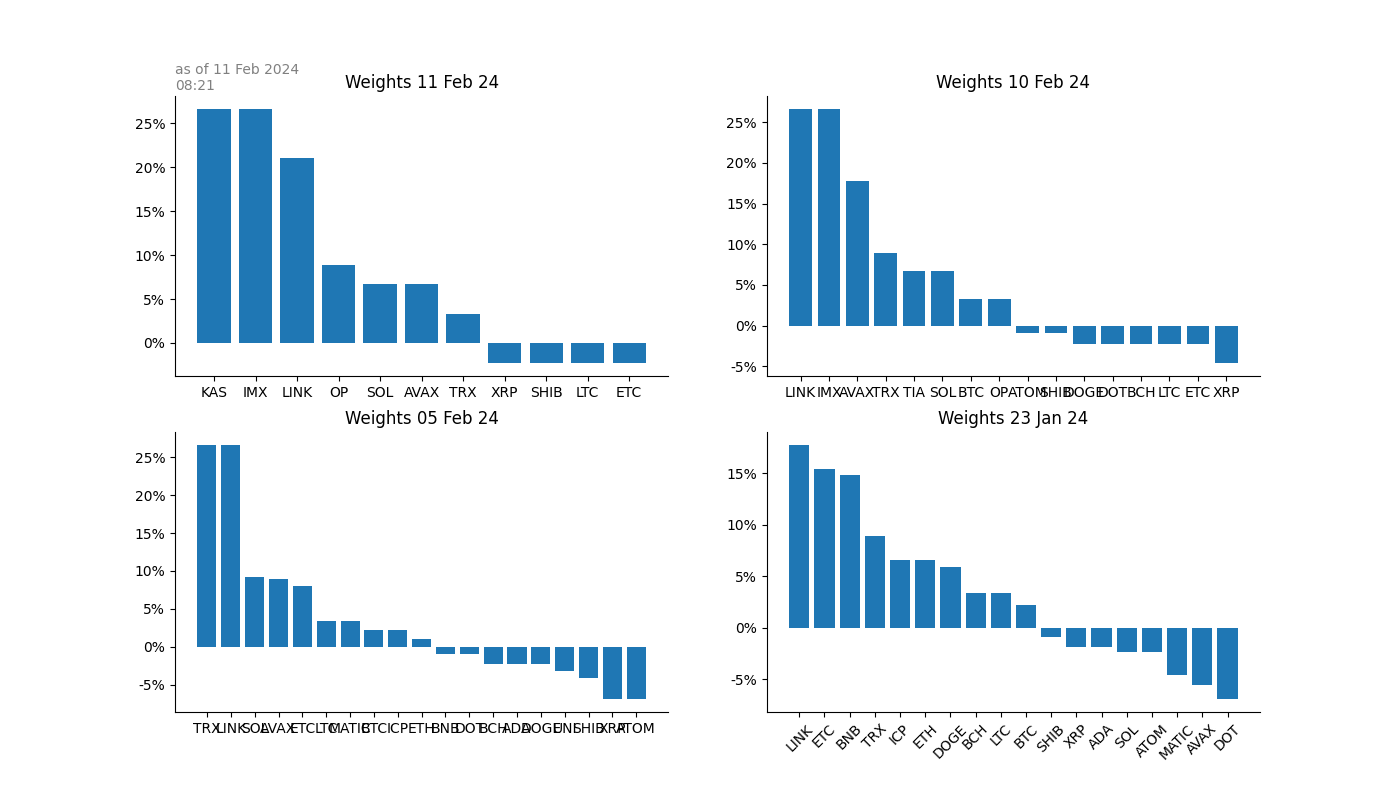 as of 11 Feb 2024
08:21
Weights 11 Feb 24
25%
20%
15%
10%
5%
0%
KAS IMX LINK OP SOL AVAX TRX XRP SHIB LTC ETC
Weights 10 Feb 24
25%
20%
15%
10%
5%
0%
-5%
LINK IMX AVAX TRX TIA SOL BTC OP ATOM SHIB DOGE DOT BCH LTC ETC XRP
Weights 05 Feb 24
25%
20%
15%
10%
5%
0%
-5%
TRX LINK SOL AVAX ETC LTC MATIC BTC ICP ETH BNB DOT BCH ADA DOGE UNI SHIB XRP ATOM
Weights 23 Jan 24
15%
10%
5%
0%
-5%
LINK ETC BNB TRX ICP ETH DOGE BCH LTC BTC SHIB XRP ADA SOL ATOM MATIC AVAX DOT